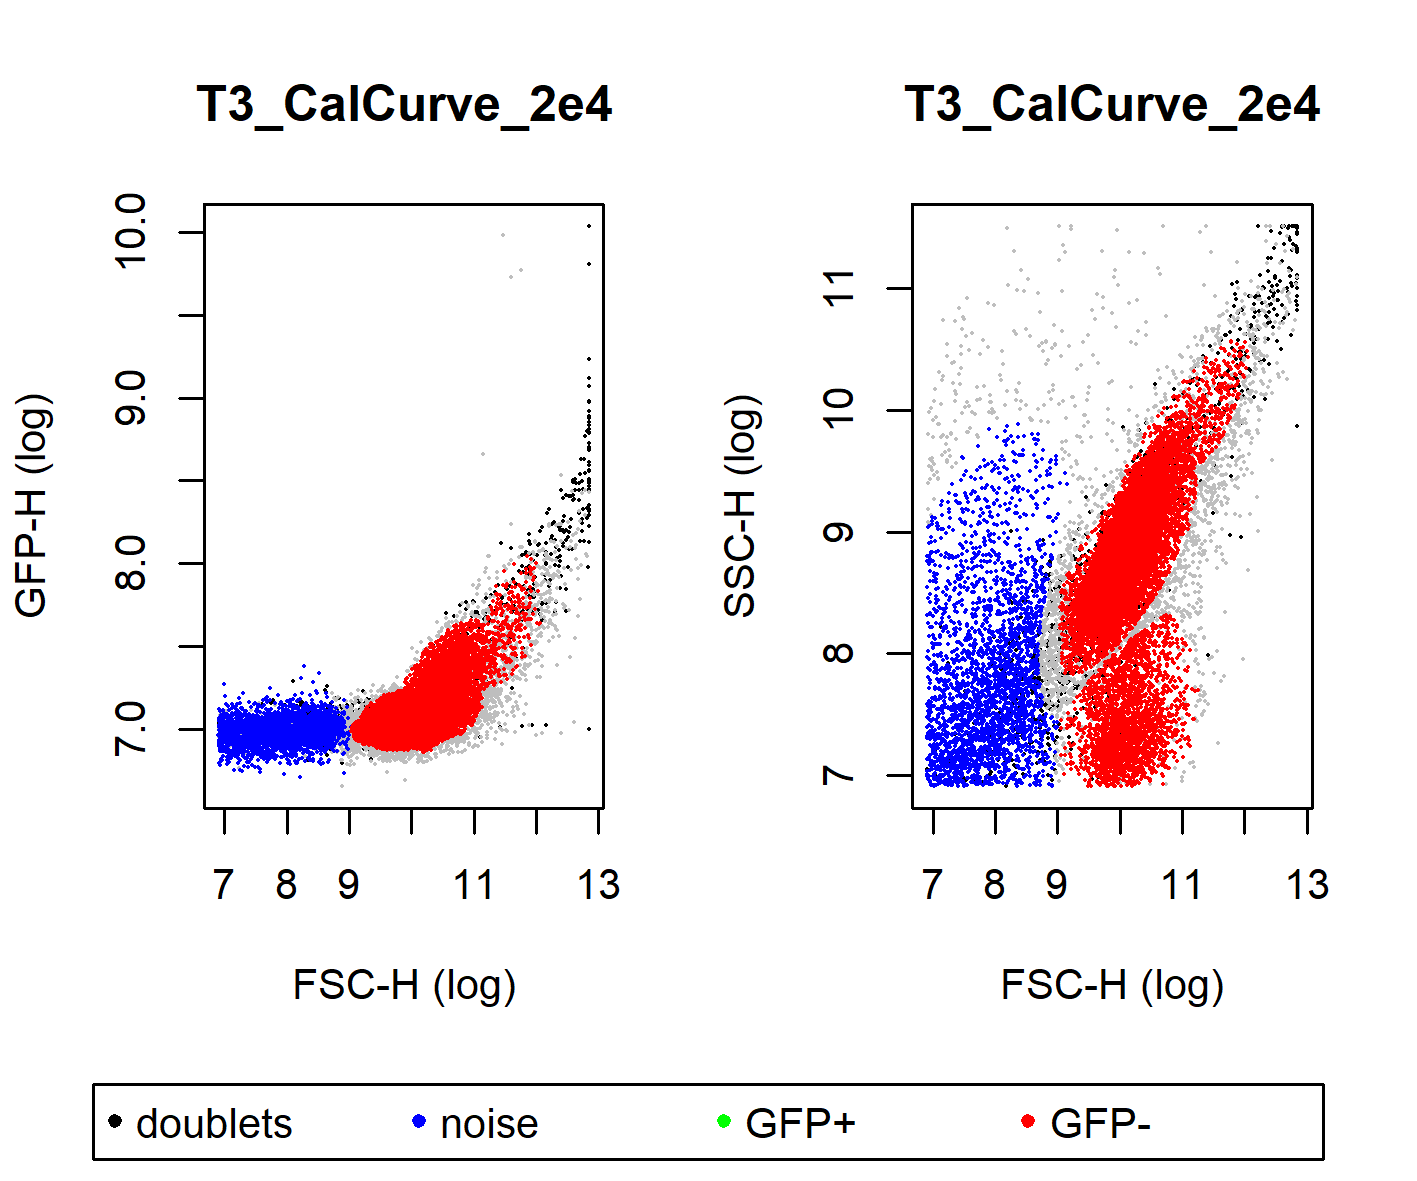 T3_CalCurve_2e4
GFP-H (log)
10.0
9.0
8.0
7.0
7 8 9 11 13
FSC-H (log)
T3_CalCurve_2e4
SSC-H (log)
11
10
9
8
7
7 8 9 11 13
FSC-H (log)
doublets noise GFP+ GFP-